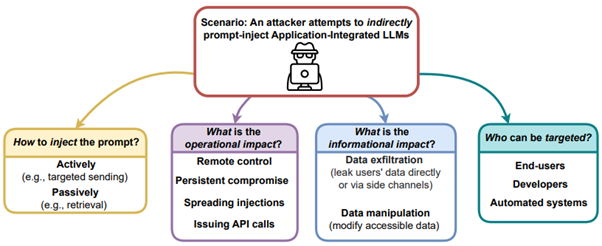 Scenario: An attacker attempts to indirectly
prompt-inject Application-Integrated LLMs
How to inject the prompt?
Actively
(e.g., targeted sending)
Passively
(e.g., retrieval)
What is the
operational impact?
Remote control
Persistent compromise
Spreading injections
Issuing API calls
What is the
informational impact?
Data exfiltration
(leak users' data directly
or via side channels)
Data manipulation
(modify accessible data)
Who can be targeted?
End-users
Developers
Automated systems